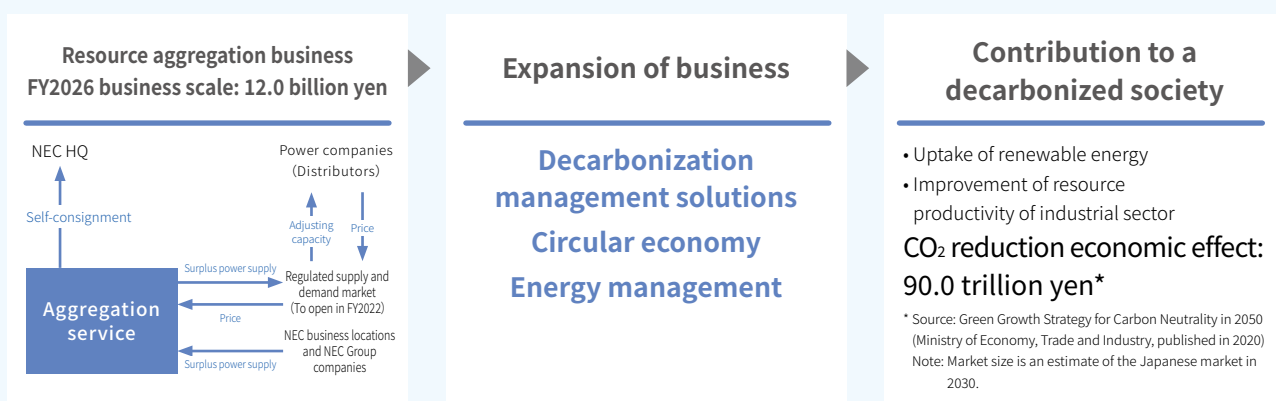 Resource aggregation business
FY2026 business scale: 12.0 billion yen
NEC HQ
Self-consignment
Power companies
(Distributors)
Adjusting
capacity
Price
Aggregation
service
Surplus power supply
Price
Regulated supply and
demand market
(To open in FY2022)
Surplus power supply
NEC business locations
and NEC Group
companies
Expansion of business
Decarbonization
management solutions
Circular economy
Energy management
Contribution to a
decarbonized society
• Uptake of renewable energy
• Improvement of resource
productivity of industrial sector
CO₂ reduction economic effect:
90.0 trillion yen*
* Source: Green Growth Strategy for Carbon Neutrality in 2050
(Ministry of Economy, Trade and Industry, published in 2020)
Note: Market size is an estimate of the Japanese market in
2030.